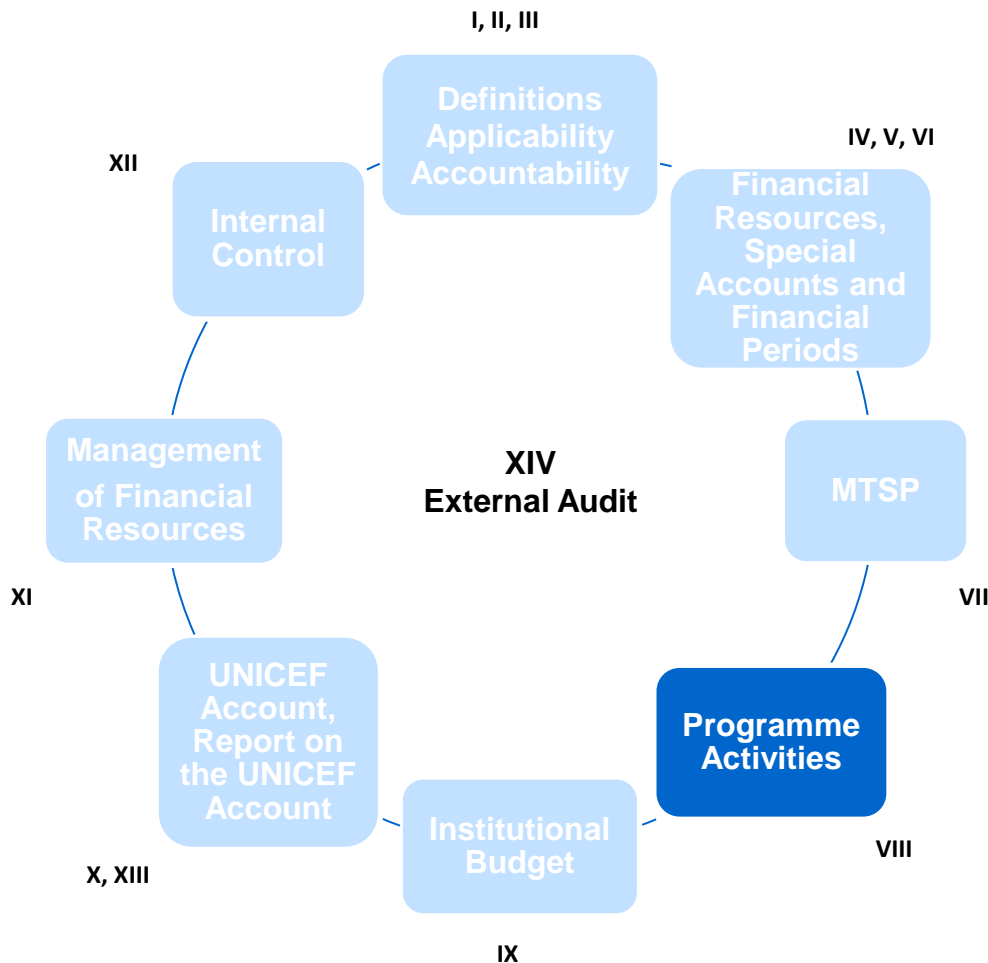 I, II, III
Definitions
Applicability
Accountability
IV, V, VI
Financial
Resources,
Special
Accounts and
Financial
Periods
MTSP
VII
Programme
Activities
VIII
Institutional
Budget
IX
UNICEF
Account,
Report on
the UNICEF
Account
X, XIII
Management
of Financial
Resources
XI
Internal
Control
XII
XIV
External Audit